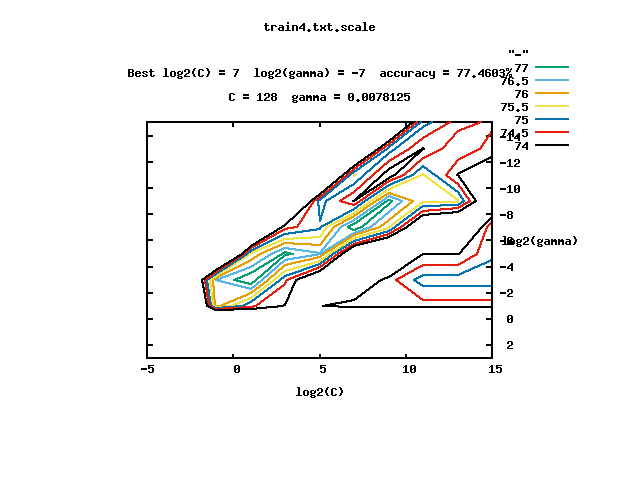 train4.txt.scale
"-"
Best log2(C) = 7  log2(gamma) = -7  accuracy = 77.4603%
C = 128  gamma = 0.0078125
77
76.5
76
75.5
75
74.5
74
-14
-12
-10
-8
-6
log2(gamma)
-4
-2
0
2
-5 0 5 10 15
log2(C)